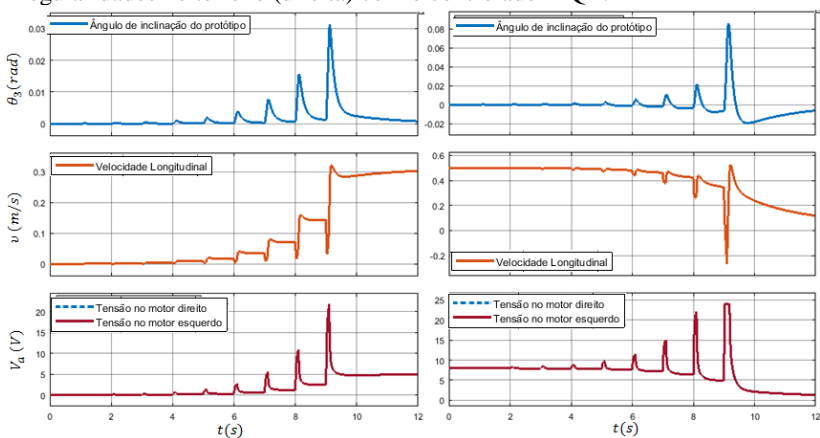 Ângulo de inclinação do protótipo
θ₃(rad)
0.03
0.02
0.01
0
Velocidade Longitudinal
v (m/s)
0.3
0.2
0.1
0
Tensão no motor direito
Tensão no motor esquerdo
Vₐ (V)
20
15
10
5
0
0 2 4 6 8 10 12
t(s)
Ângulo de inclinação do protótipo
0.08
0.06
0.04
0.02
0
-0.02
0.6
0.4
0.2
0
-0.2
Velocidade Longitudinal
Tensão no motor direito
Tensão no motor esquerdo
25
20
15
10
5
0
0 2 4 6 8 10 12
t(s)